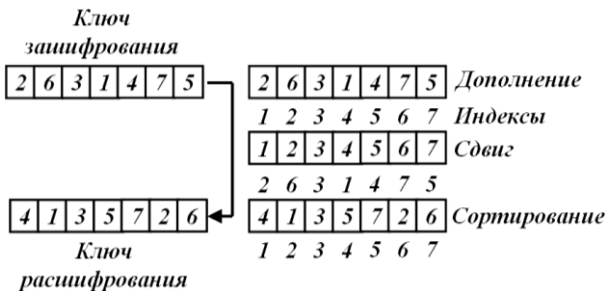 Ключ
зашифрования
2 6 3 1 4 7 5
2 6 3 1 4 7 5 Дополнение
1 2 3 4 5 6 7 Индексы
1 2 3 4 5 6 7 Сдвиг
2 6 3 1 4 7 5
4 1 3 5 7 2 6
4 1 3 5 7 2 6 Сортирование
1 2 3 4 5 6 7
Ключ
расшифрования